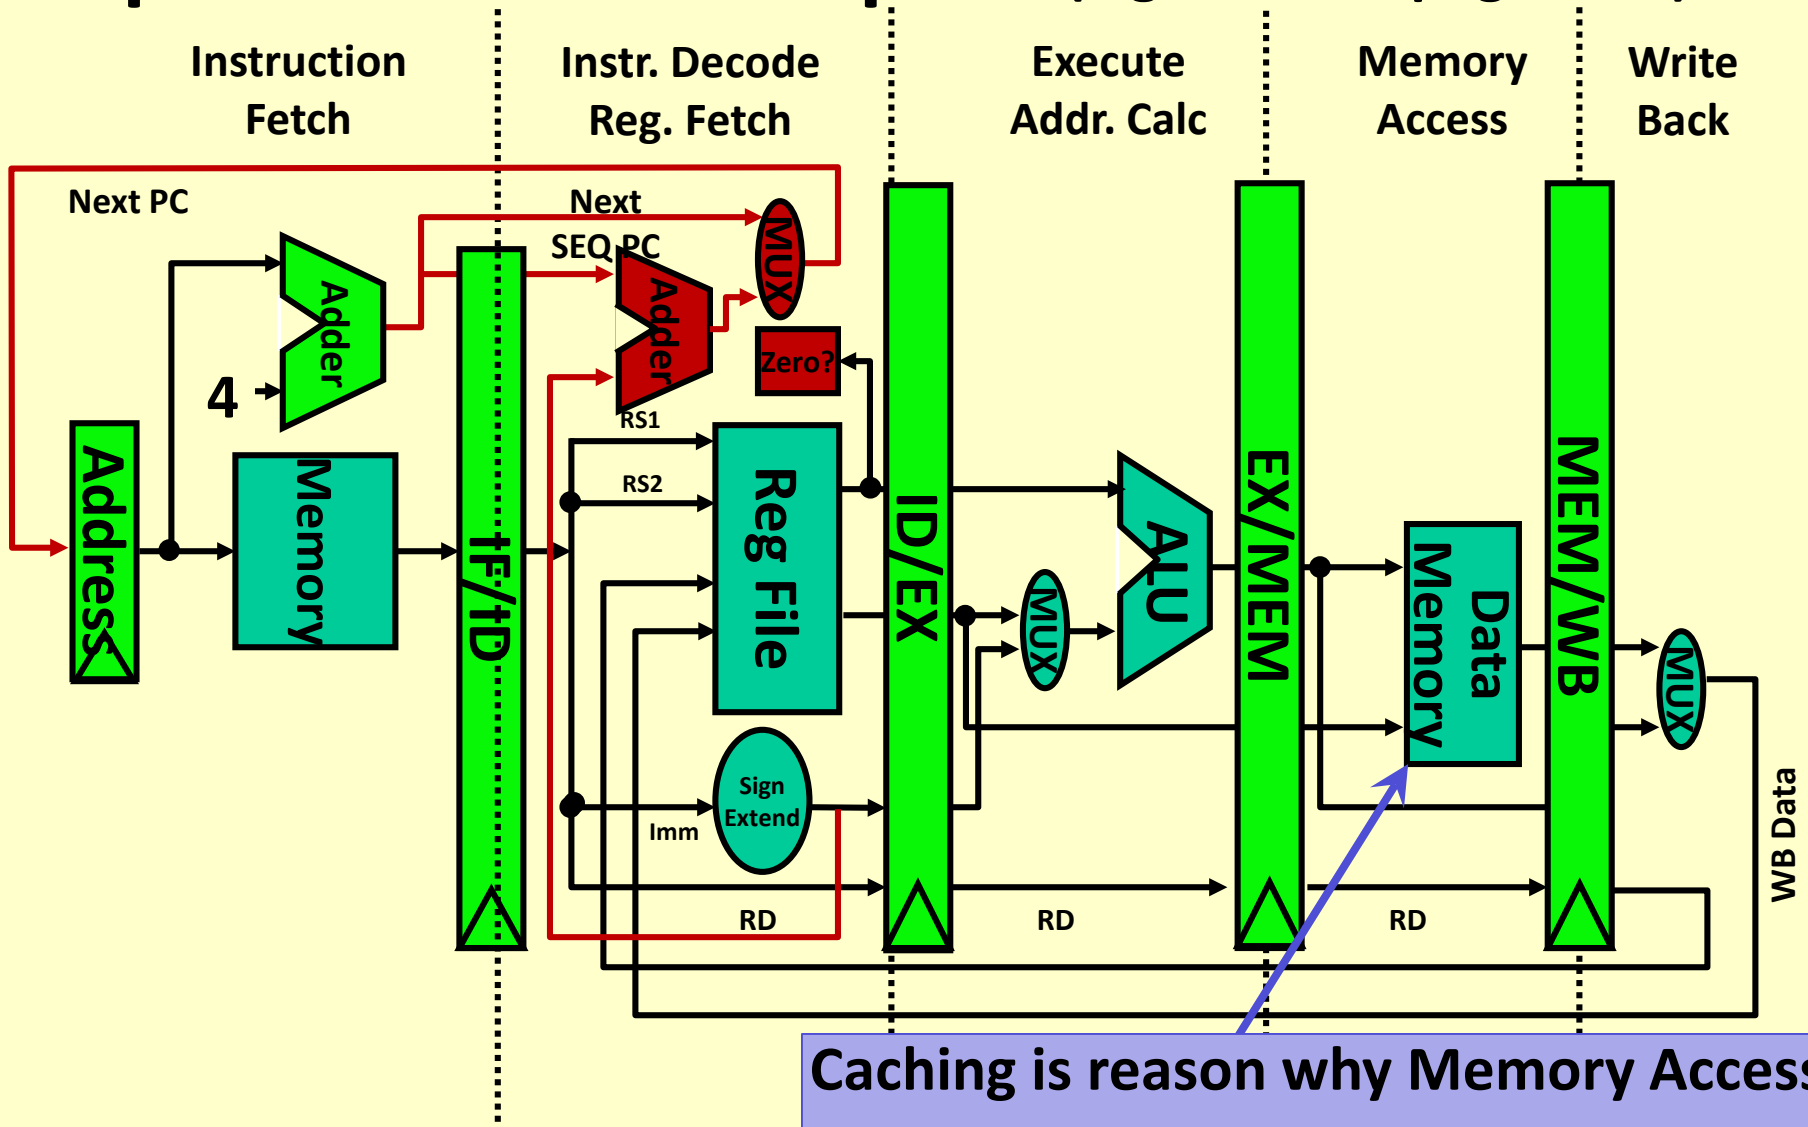 Instruction
Fetch
Instr. Decode
Reg. Fetch
Execute
Addr. Calc
Memory
Access
Write
Back
Next PC
Next
SEQ PC
MUX
Adder
Adder
Zero?
4
RS1
Address
Memory
IF/ID
RS2
Reg File
ID/EX
MUX
ALU
EX/MEM
Data
Memory
MEM/WB
MUX
Sign
Extend
Imm
WB Data
RD
RD
RD
Caching is reason why Memory Access